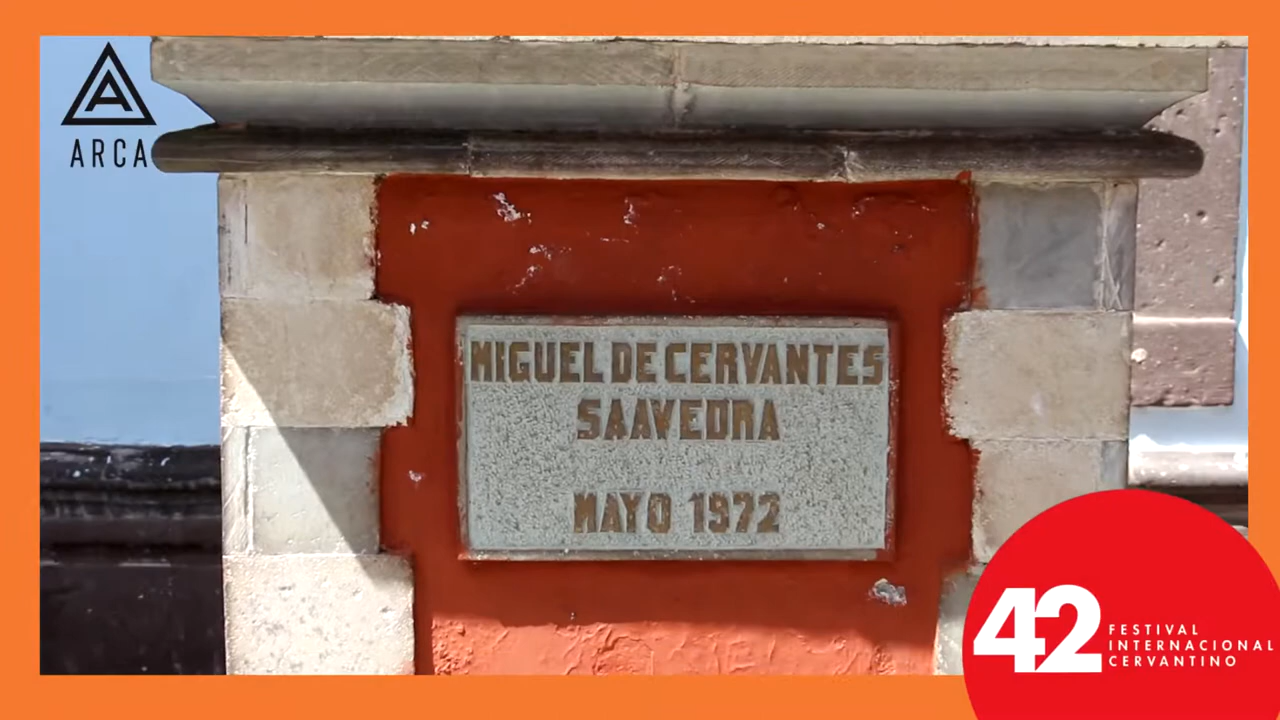 ARCA
MIGUEL DE CERVANTES
SAAVEDRA
MAYO 1972
42
FESTIVAL
INTERNACIONAL
CERVANTINO